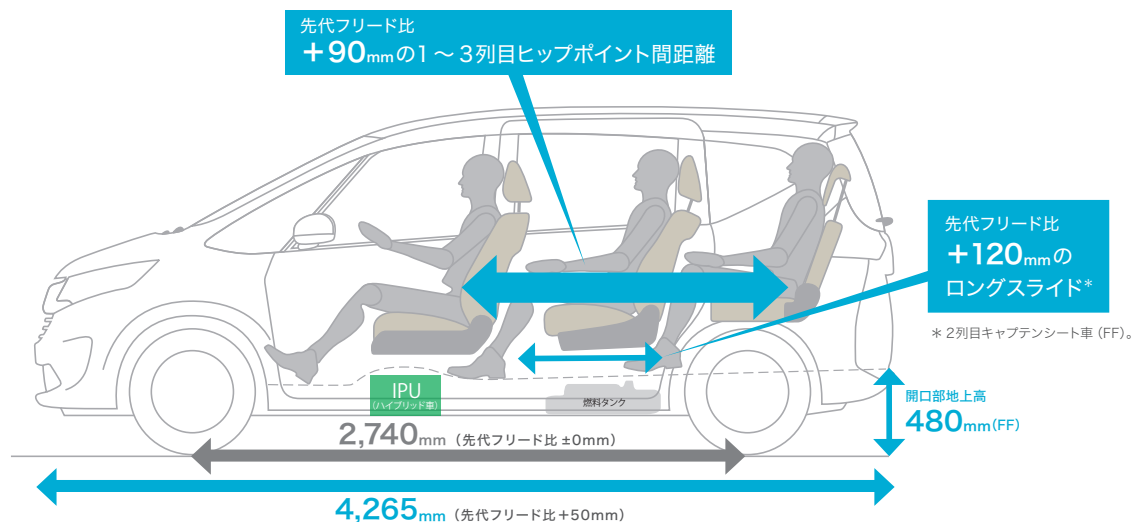 先代フリード比
+90mmの1～3列目ヒップポイント間距離
先代フリード比
+120mmの
ロングスライド*
* 2列目キャプテンシート車（FF）。
IPU
（ハイブリッド車）
燃料タンク
開口部地上高
480mm(FF)
2,740mm（先代フリード比 ±0mm）
4,265mm（先代フリード比+50mm）